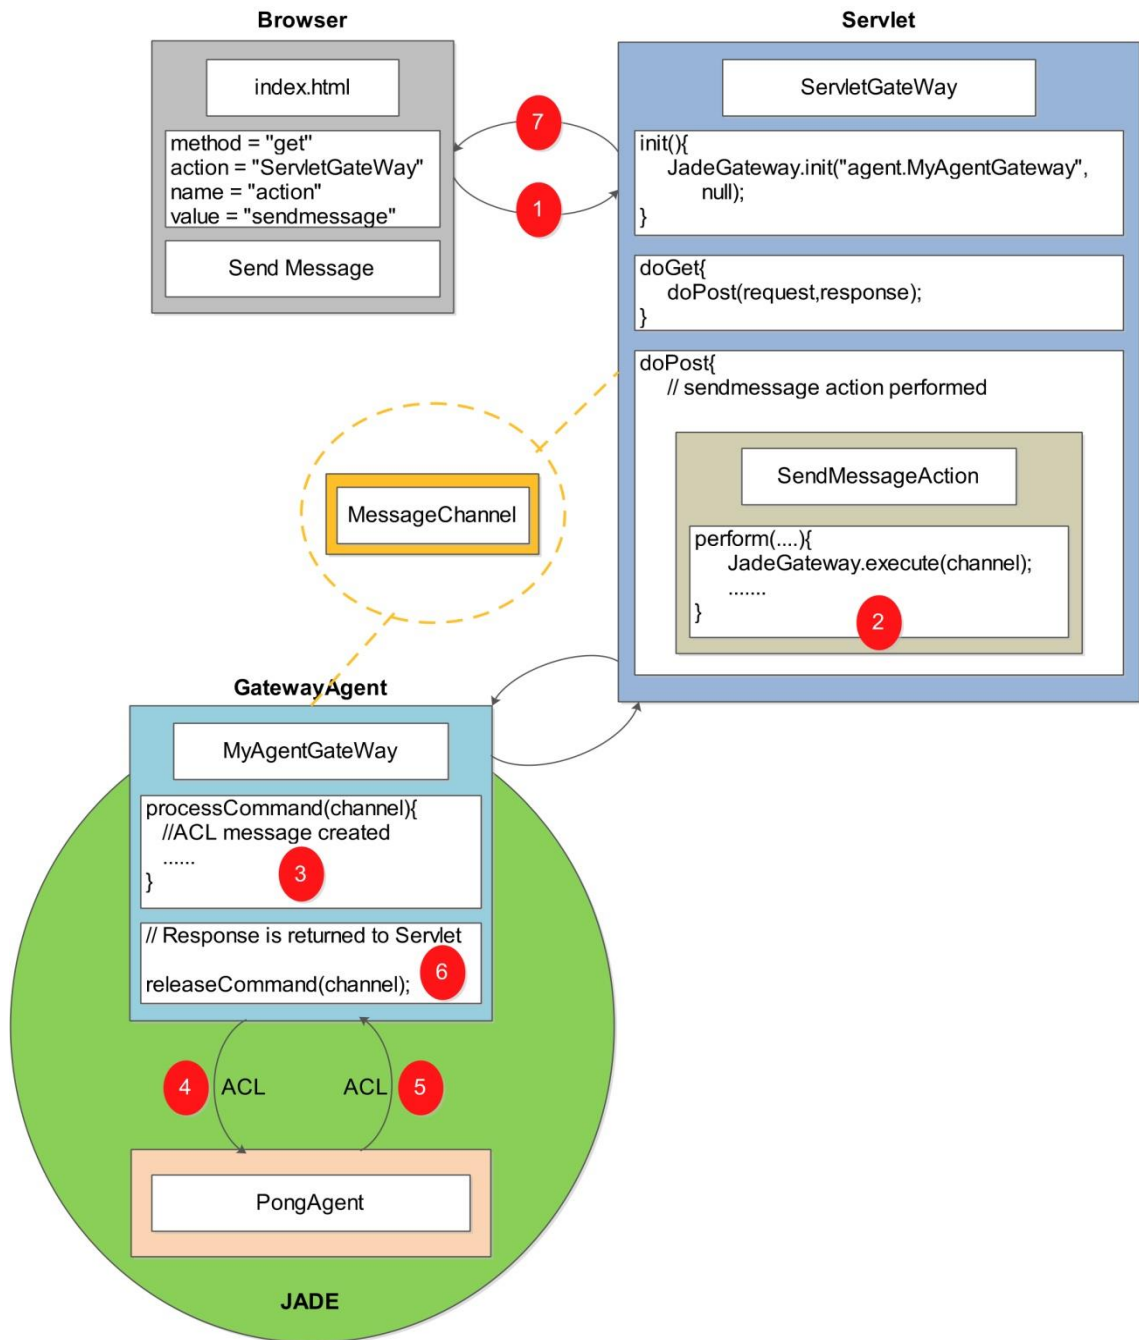 Browser
index.html
method = "get"
action = "ServletGateWay"
name = "action"
value = "sendmessage"
Send Message
7
1
Servlet
ServletGateWay
init(){
JadeGateway.init("agent.MyAgentGateway",
null);
}
doGet{
doPost(request,response);
}
doPost{
// sendmessage action performed
SendMessageAction
perform(....){
JadeGateway.execute(channel);
.......
}
2
MessageChannel
GatewayAgent
MyAgentGateWay
processCommand(channel){
//ACL message created
......
}
3
// Response is returned to Servlet
releaseCommand(channel);
6
4
ACL
ACL
5
PongAgent
JADE